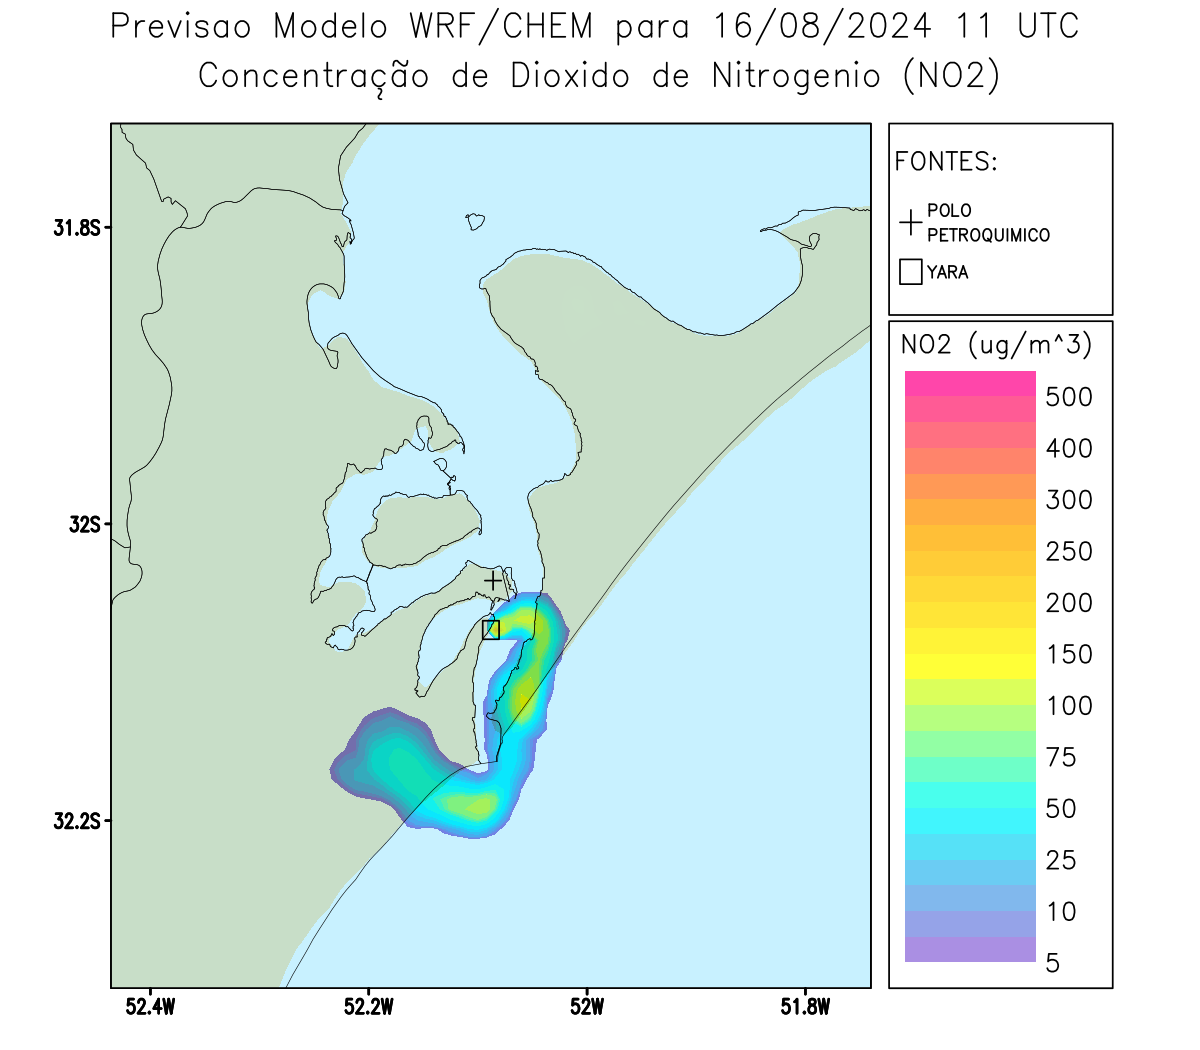 Previsao Modelo WRF/CHEM para 16/08/2024 11 UTC
Concentração de Dioxido de Nitrogenio (NO2)
FONTES:
POLO
PETROQUIMICO
YARA
NO2 (ug/m^3)
500
400
300
250
200
150
100
75
50
25
10
5
31.8S
32S
32.2S
52.4W
52.2W
52W
51.8W